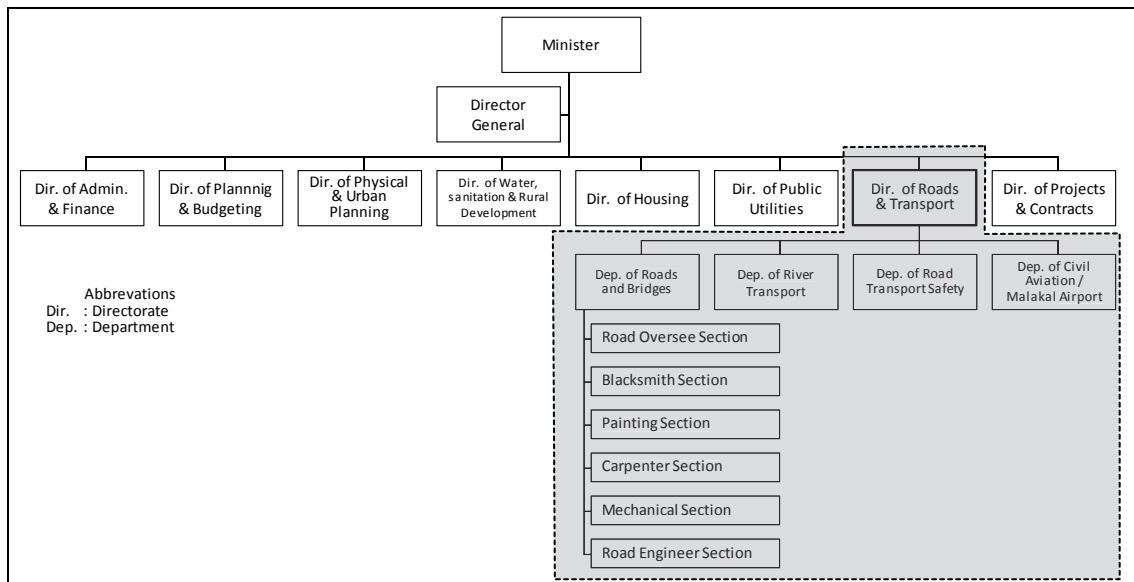 Minister
Director
General
Dir. of Admin.
& Finance
Dir. of Plannnig
& Budgeting
Dir. of Physical
& Urban
Planning
Dir. of Water,
sanitation & Rural
Development
Dir. of Housing
Dir. of Public
Utilities
Dir. of Roads
& Transport
Dir. of Projects
& Contracts
Dep. of Roads
and Bridges
Dep. of River
Transport
Dep. of Road
Transport Safety
Dep. of Civil
Aviation /
Malakal Airport
Abbrevations
Dir. : Directorate
Dep. : Department
Road Oversee Section
Blacksmith Section
Painting Section
Carpenter Section
Mechanical Section
Road Engineer Section